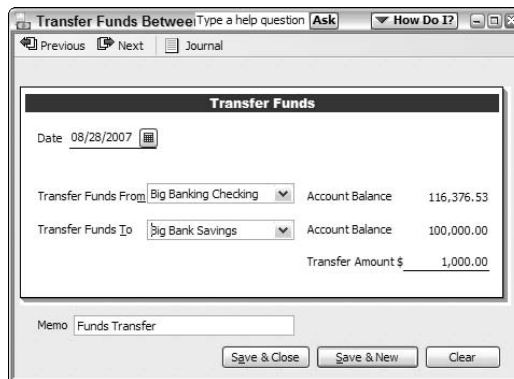 Transfer Funds Between Type a help question Ask How Do I?
Previous Next Journal
Transfer Funds
Date 08/28/2007
Transfer Funds From Big Banking Checking Account Balance 116,376.53
Transfer Funds To Big Bank Savings Account Balance 100,000.00
Transfer Amount $ 1,000.00
Memo Funds Transfer
Save & Close Save & New Clear